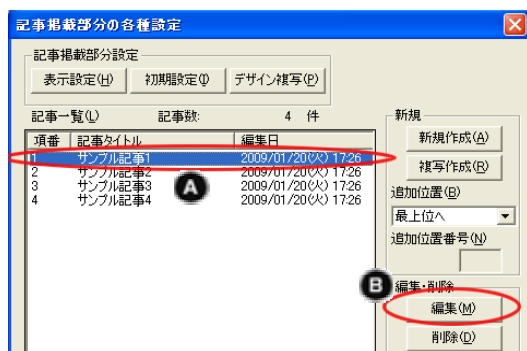 記事掲載部分の各種設定
記事掲載部分設定
表示設定(H) 初期設定(I) デザイン複写(P)
記事一覧(L) 記事数: 4 件
項番 記事タイトル 編集日
1 サンプル記事1 2009/01/20(火) 17:26
2 サンプル記事2 2009/01/20(火) 17:26
3 サンプル記事3 2009/01/20(火) 17:26
4 サンプル記事4 2009/01/20(火) 17:26
A
新規
新規作成(A)
複写作成(R)
追加位置(B)
最上位へ
追加位置番号(N)
B
編集・削除
編集(M)
削除(D)